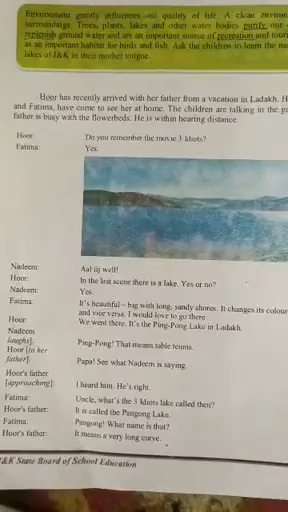 Environment greatly influences our quality of life. A clean environ
surroundings. Trees, plants, lakes and other water bodies purify our
replenish ground water and are an important source of recreation and touri
as an important habitat for birds and fish. Ask the children to learn the na
lakes of J&K in their mother tongue.
Hoor has recently arrived with her father from a vacation in Ladakh. H
and Fatima, have come to see her at home. The children are talking in the ga
father is busy with the flowerbeds. He is within hearing distance.
Hoor: Do you remember the movie 3 Idiots?
Fatima: Yes.
Nadeem: Aal iz well!
Hoor: In the last scene there is a lake. Yes or no?
Nadeem: Yes.
Fatima: It's beautiful – big with long, sandy shores. It changes its colour
and vice versa. I would love to go there.
Hoor: We went there. It's the Ping-Pong Lake in Ladakh.
Nadeem
[laughs]: Ping-Pong! That means table tennis.
Hoor [to her
father]: Papa! See what Nadeem is saying.
Hoor's father
[approaching]: I heard him. He's right.
Fatima: Uncle, what's the 3 Idiots lake called then?
Hoor's father: It is called the Pangong Lake.
Fatima: Pangong! What name is that?
Hoor's father: It means a very long curve.
J&K State Board of School Education